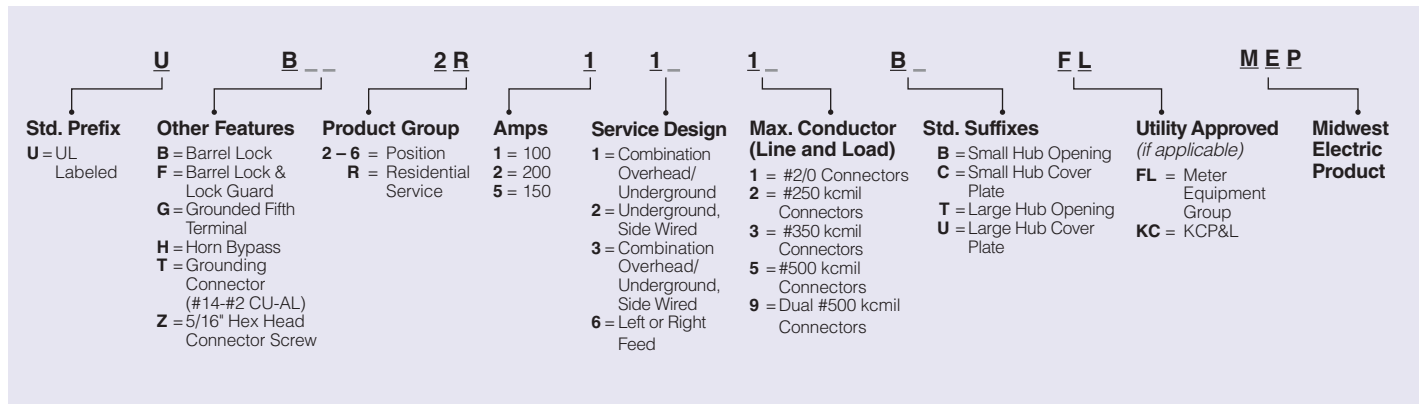 U B _ _ 2 R 1 1 _ 1 _ B _ F L M E P
Std. Prefix
U = UL
Labeled
Other Features
B = Barrel Lock
F = Barrel Lock &
Lock Guard
G = Grounded Fifth
Terminal
H = Horn Bypass
T = Grounding
Connector
(#14-#2 CU-AL)
Z = 5/16" Hex Head
Connector Screw
Product Group
2 – 6 = Position
R = Residential
Service
Amps
1 = 100
2 = 200
5 = 150
Service Design
1 = Combination
Overhead/
Underground
2 = Underground,
Side Wired
3 = Combination
Overhead/
Underground,
Side Wired
6 = Left or Right
Feed
Max. Conductor
(Line and Load)
1 = #2/0 Connectors
2 = #250 kcmil
Connectors
3 = #350 kcmil
Connectors
5 = #500 kcmil
Connectors
9 = Dual #500 kcmil
Connectors
Std. Suffixes
B = Small Hub Opening
C = Small Hub Cover
Plate
T = Large Hub Opening
U = Large Hub Cover
Plate
Utility Approved
(if applicable)
FL = Meter
Equipment
Group
KC = KCP&L
Midwest
Electric
Product